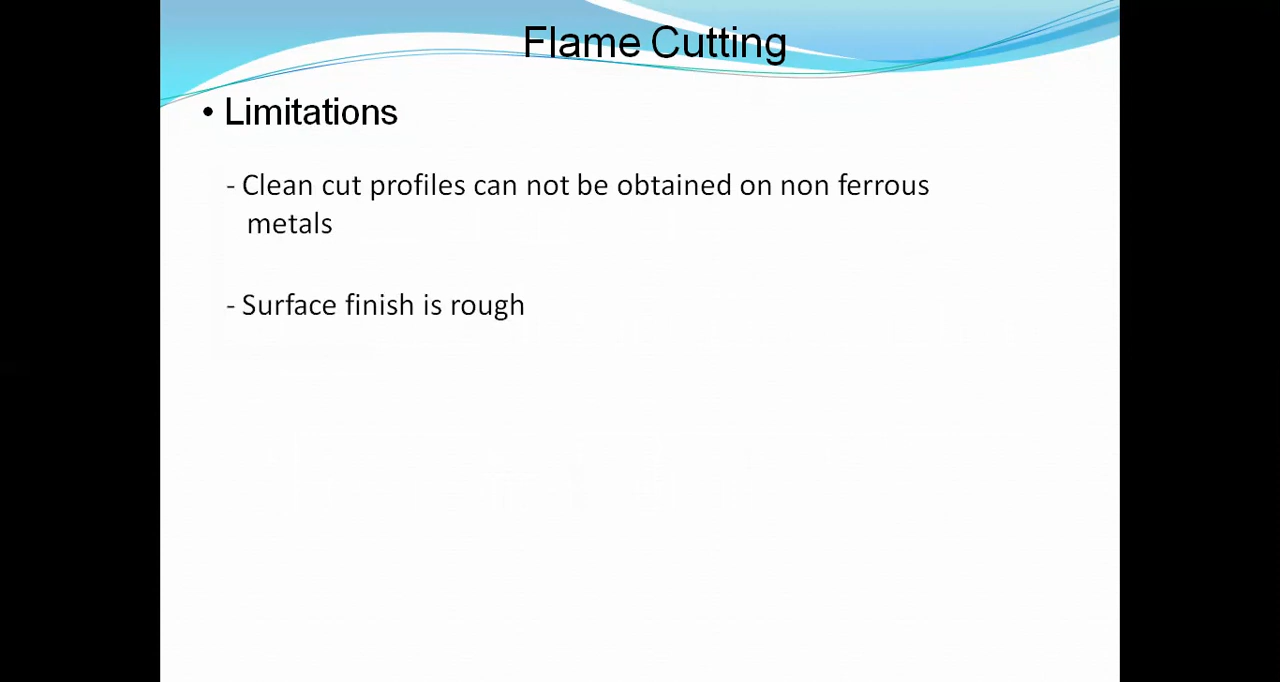 Flame Cutting
• Limitations
- Clean cut profiles can not be obtained on non ferrous
metals
- Surface finish is rough